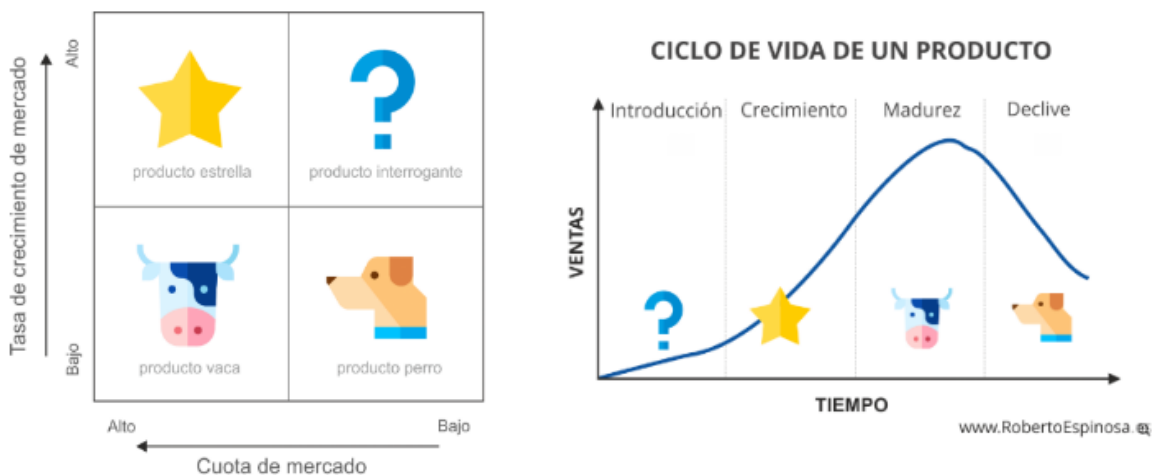 Tasa de crecimiento de mercado
Alto
Bajo
producto estrella
producto interrogante
producto vaca
producto perro
Alto
Bajo
Cuota de mercado
CICLO DE VIDA DE UN PRODUCTO
Introducción
Crecimiento
Madurez
Declive
VENTAS
TIEMPO
www.RobertoEspinosa.es